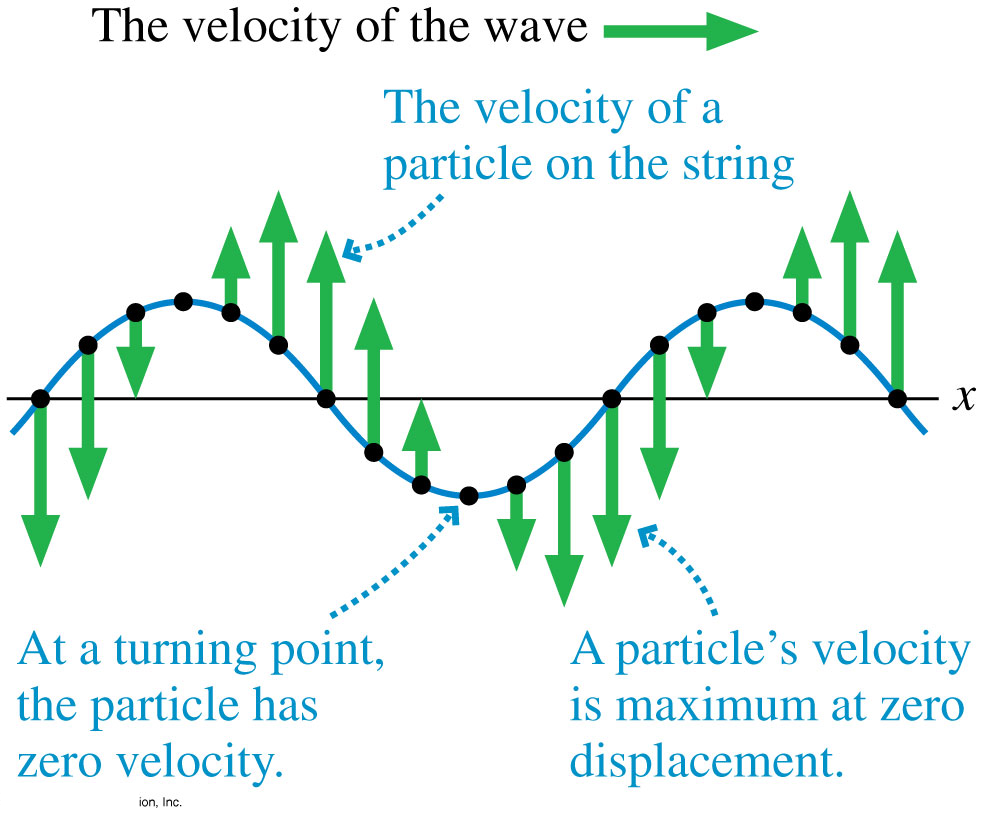 The velocity of the wave
The velocity of a
particle on the string
x
At a turning point,
the particle has
zero velocity.
A particle’s velocity
is maximum at zero
displacement.
ion, Inc.